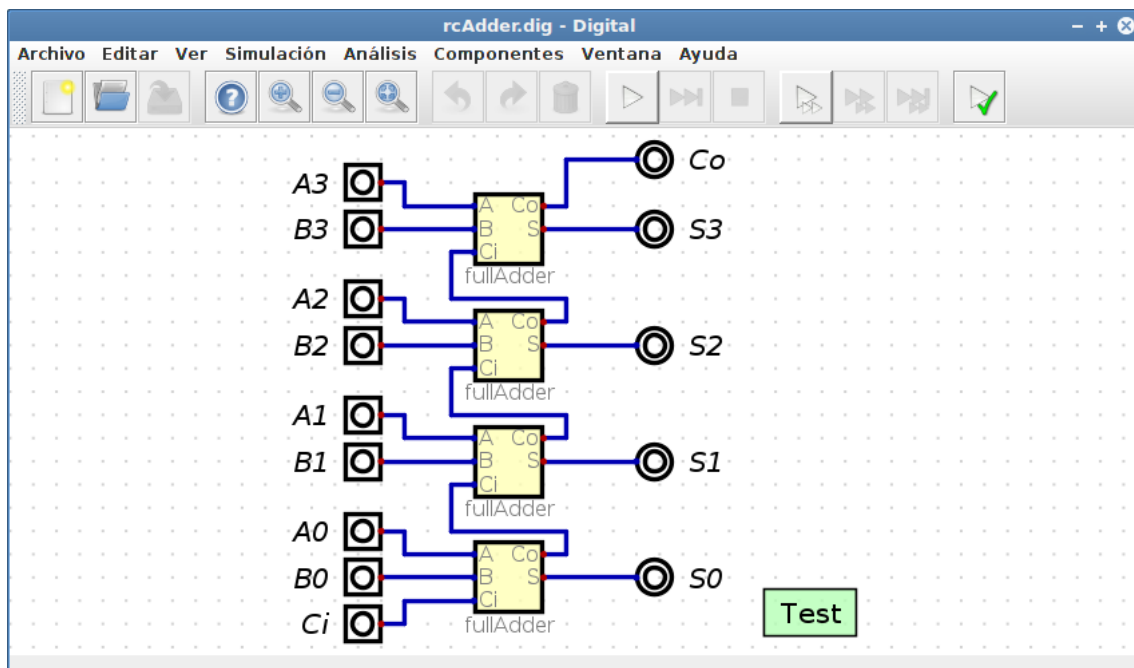 rcAdder.dig - Digital
Archivo Editar Ver Simulación Análisis Componentes Ventana Ayuda
Co
A3
A Co
B3
B S
S3
Ci
fullAdder
A2
A Co
B2
B S
S2
Ci
fullAdder
A1
A Co
B1
B S
S1
Ci
fullAdder
A0
A Co
B0
B S
S0
Ci
Ci
fullAdder
Test